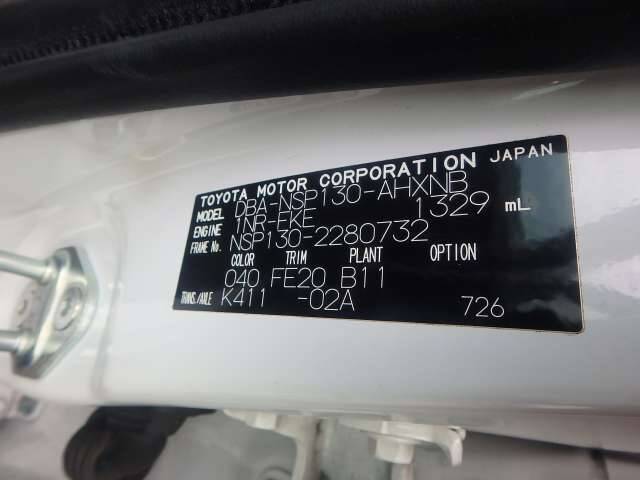 TOYOTA MOTOR CORPORATION JAPAN
MODEL DBA-NSP130-AHXNB
ENGINE 1NR-FKE 1329 mL
FRAME No. NSP130-2280732
COLOR TRIM PLANT OPTION
040 FE20 B11
TRANS./AXLE K411 -02A 726